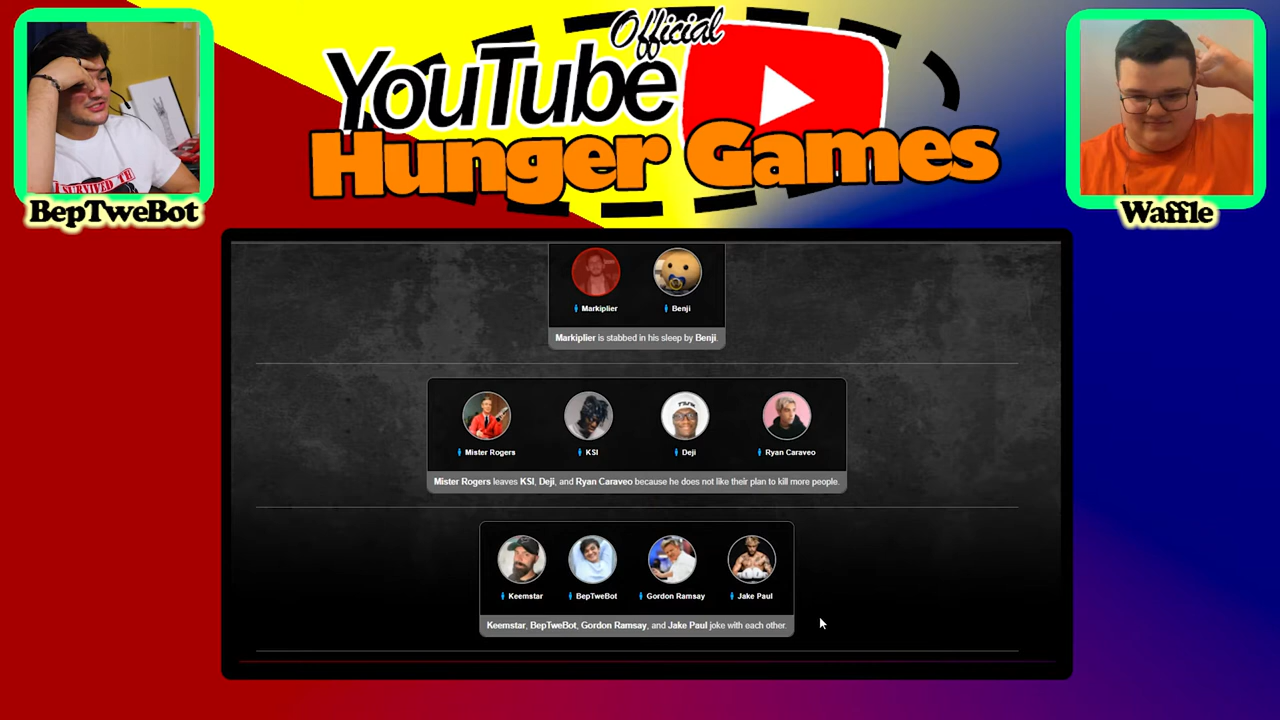 Official
YouTube
Hunger Games
BepTweBot
Waffle
I SURVIVED TH
Markiplier
Benji
Markiplier is stabbed in his sleep by Benji.
Mister Rogers
KSI
Deji
Ryan Caraveo
Mister Rogers leaves KSI, Deji, and Ryan Caraveo because he does not like their plan to kill more people.
Keemstar
BepTweBot
Gordon Ramsay
Jake Paul
Keemstar, BepTweBot, Gordon Ramsay, and Jake Paul joke with each other.